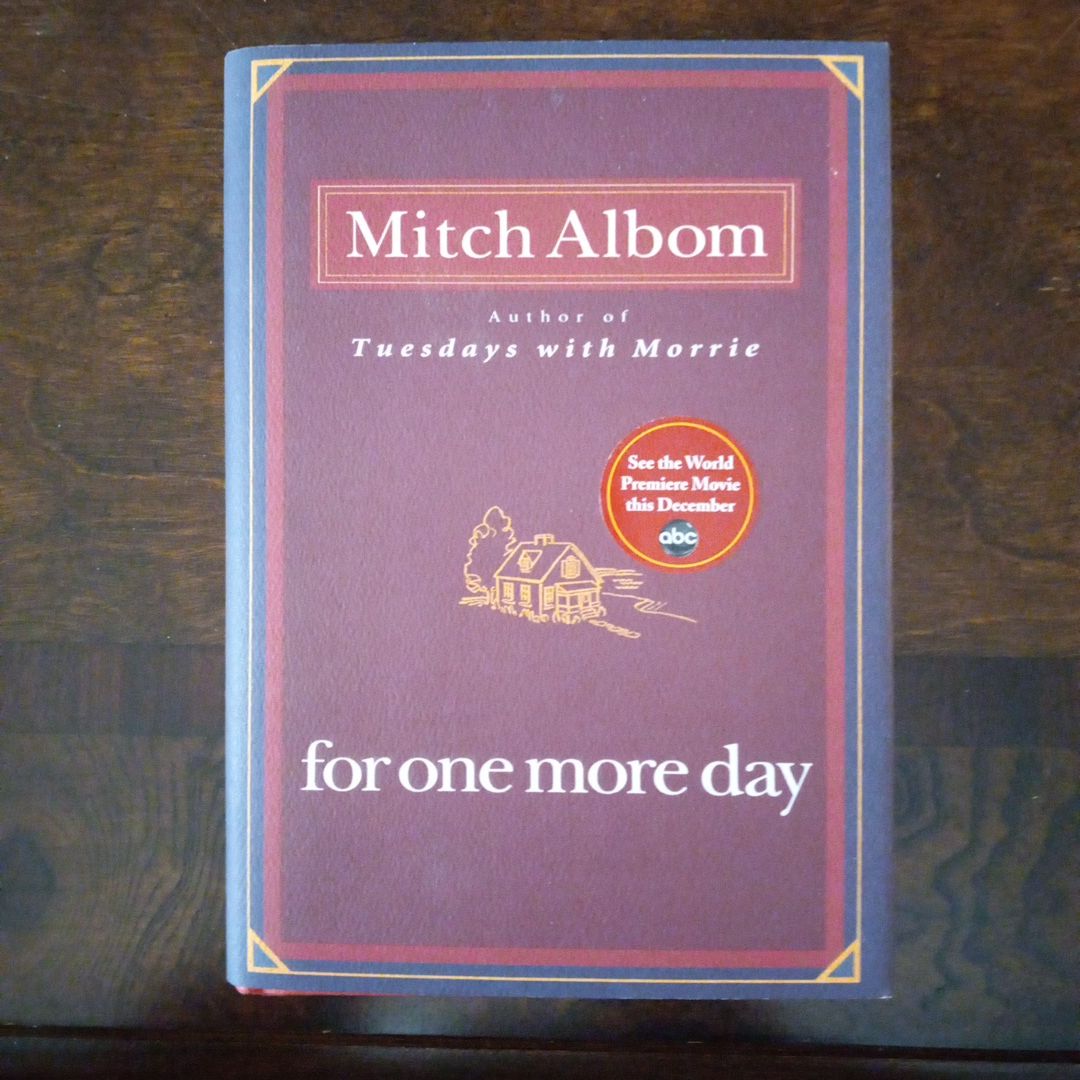 Mitch Albom
Author of
Tuesdays with Morrie
See the World
Premiere Movie
this December
abc
for one more day